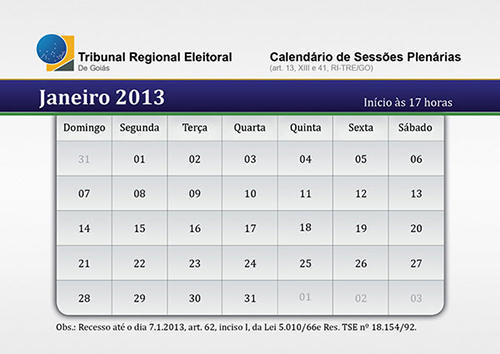 Tribunal Regional Eleitoral
De Goiás
Calendário de Sessões Plenárias
(art. 13, XIII e 41, RI-TRE/GO)
Janeiro 2013
Início às 17 horas
Domingo Segunda Terça Quarta Quinta Sexta Sábado
31 01 02 03 04 05 06
07 08 09 10 11 12 13
14 15 16 17 18 19 20
21 22 23 24 25 26 27
28 29 30 31 01 02 03
Obs.: Recesso até o dia 7.1.2013, art. 62, inciso I, da Lei 5.010/66e Res. TSE nº 18.154/92.